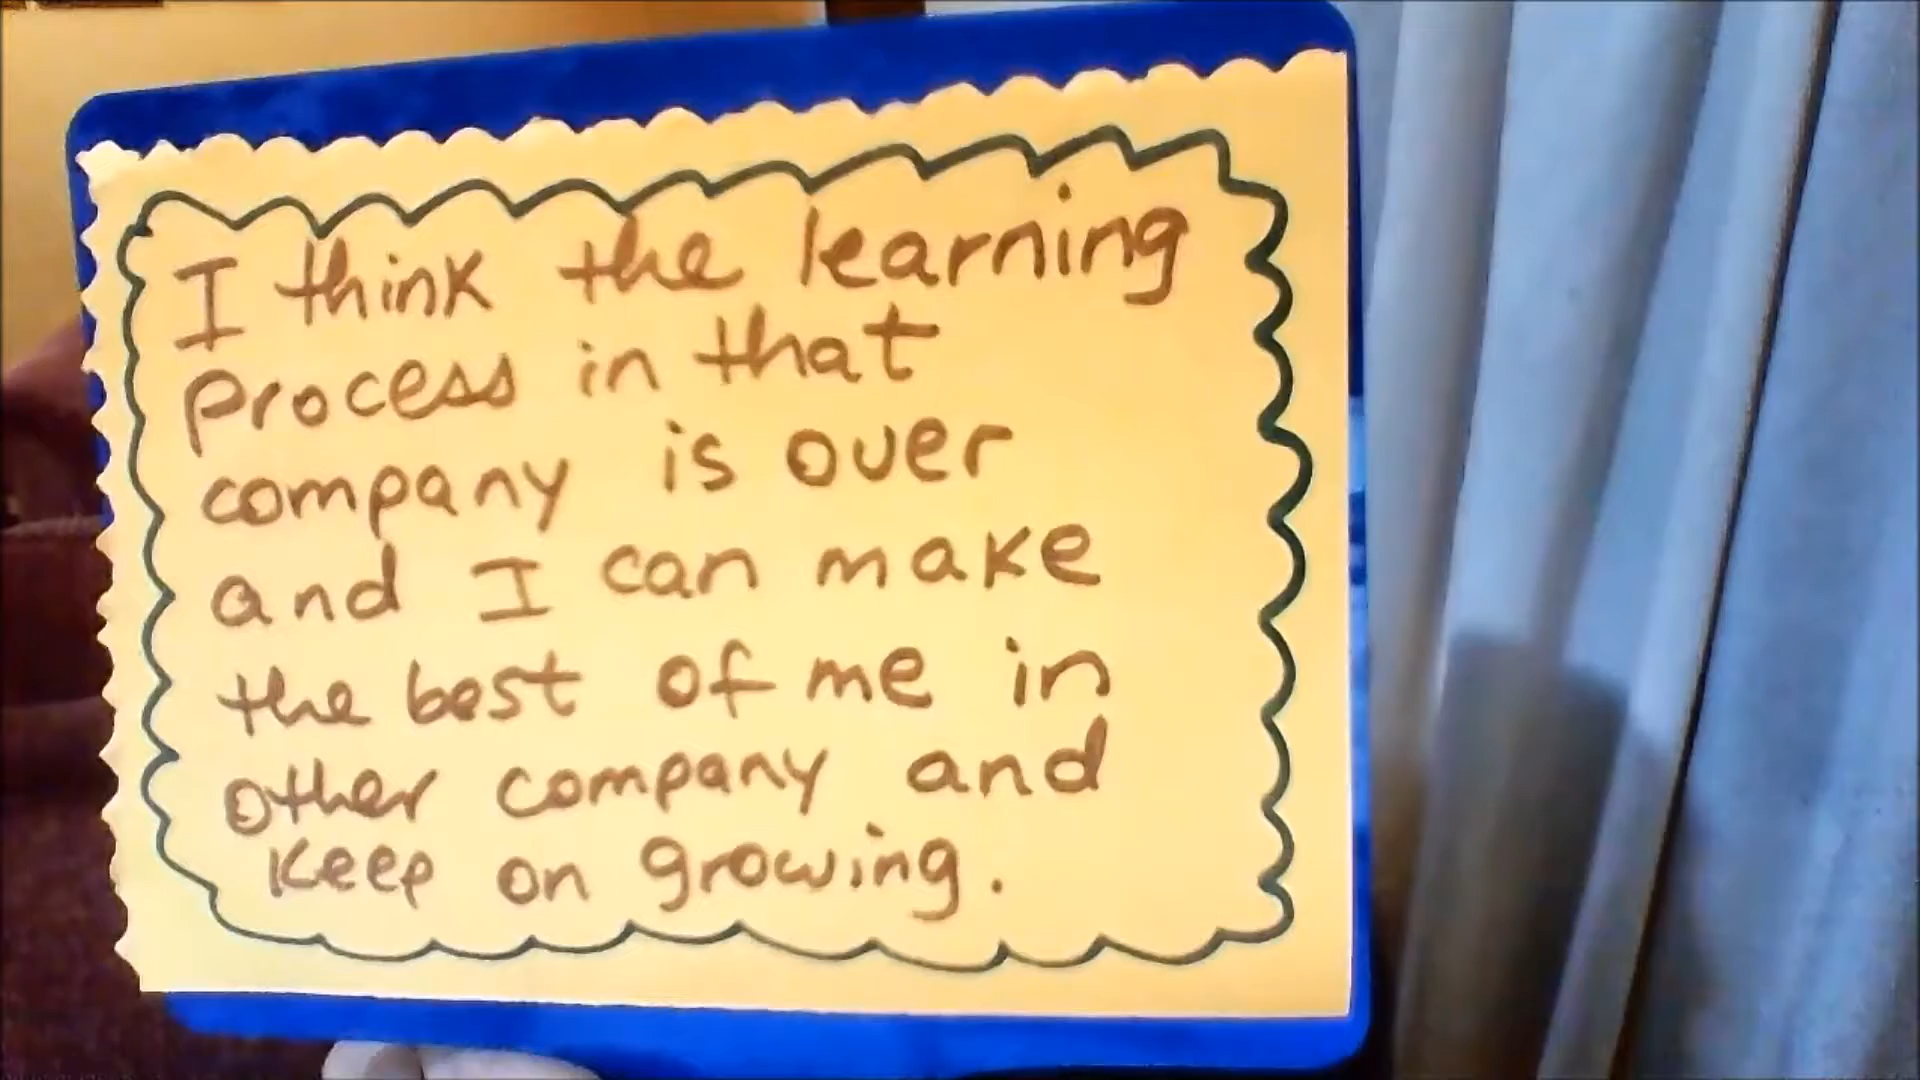 I think the learning
process in that
company is over
and I can make
the best of me in
other company and
keep on growing.